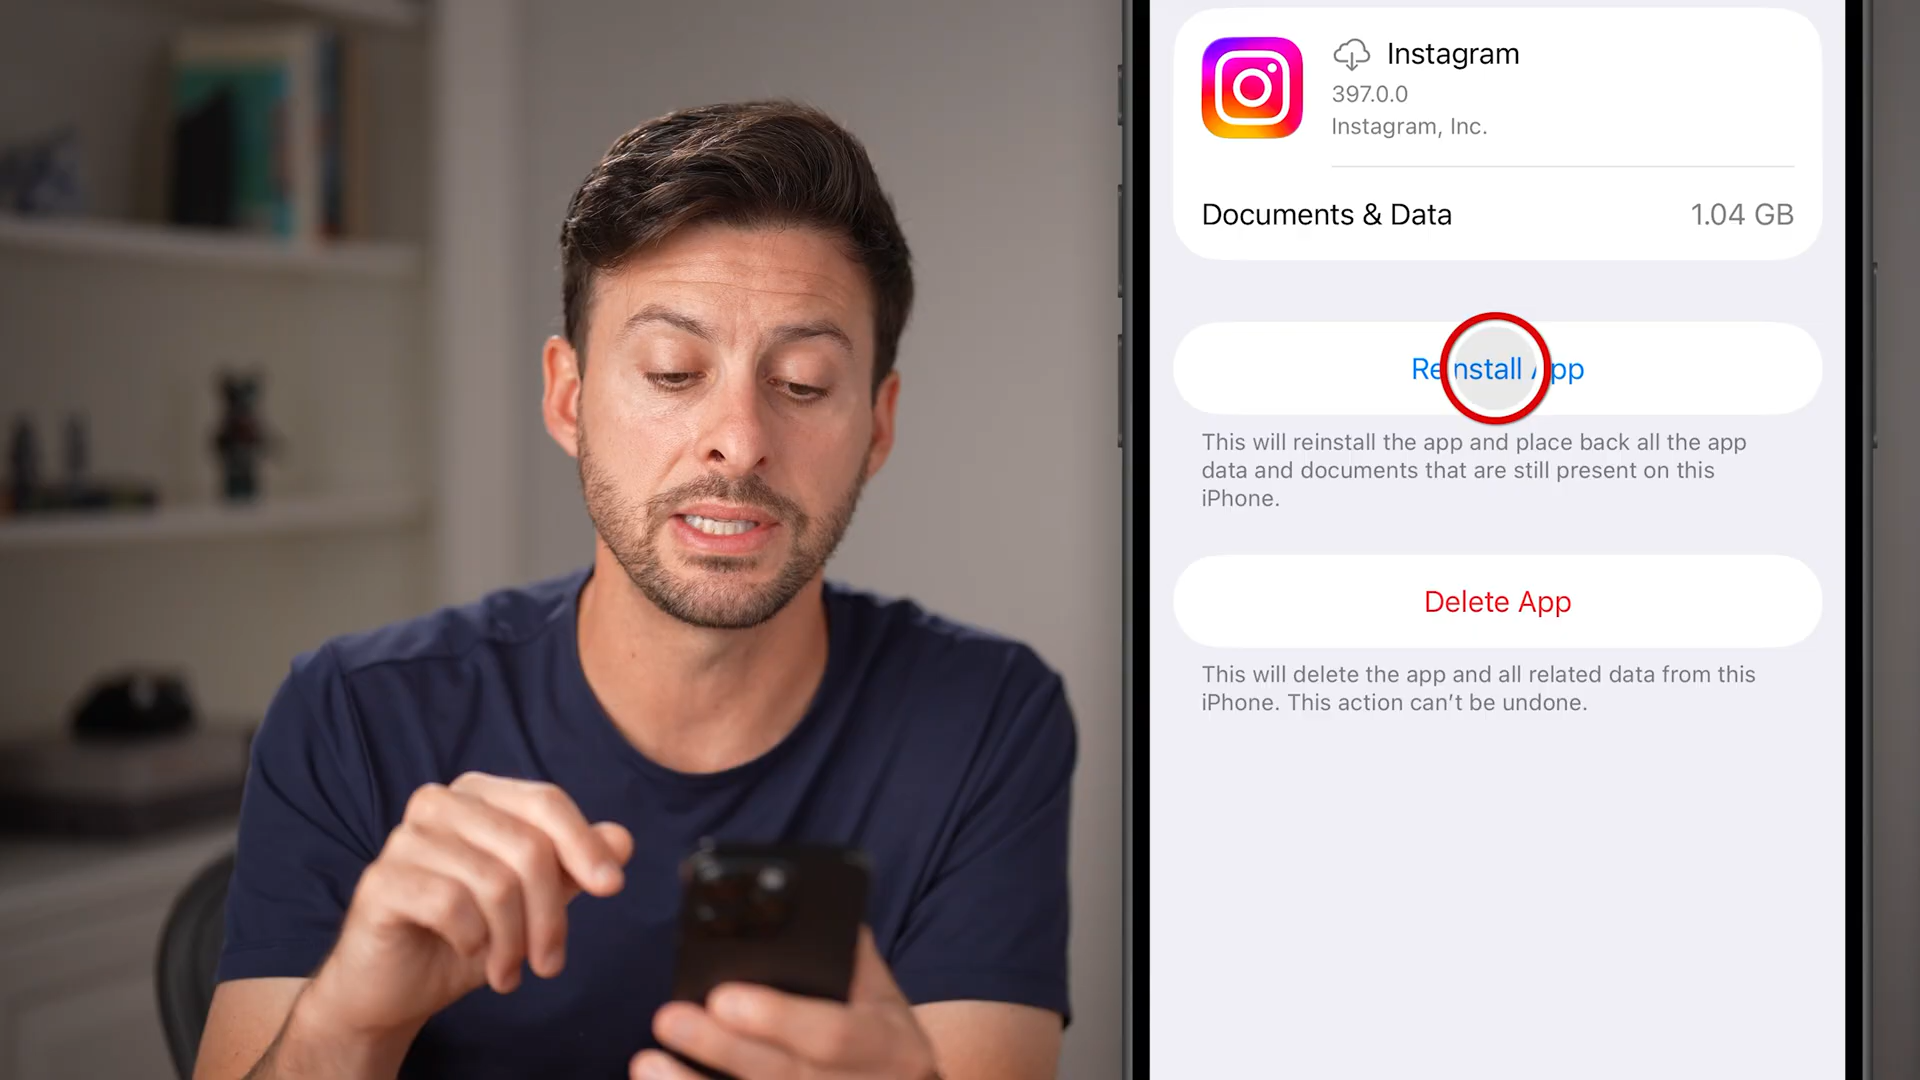 Instagram
397.0.0
Instagram, Inc.
Documents & Data 1.04 GB
Reinstall App
This will reinstall the app and place back all the app
data and documents that are still present on this
iPhone.
Delete App
This will delete the app and all related data from this
iPhone. This action can't be undone.